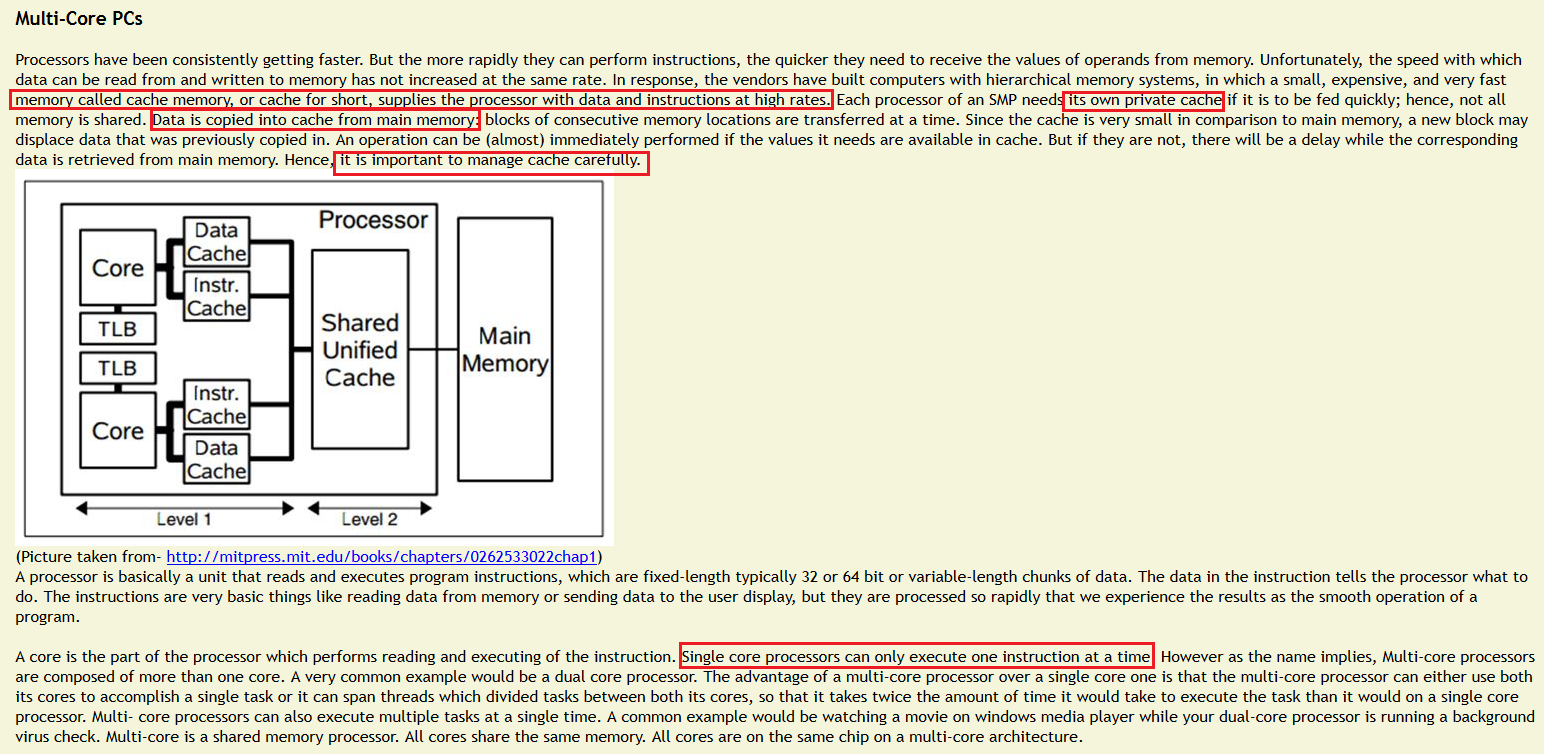 Multi-Core PCs
Processors have been consistently getting faster. But the more rapidly they can perform instructions, the quicker they need to receive the values of operands from memory. Unfortunately, the speed with which
data can be read from and written to memory has not increased at the same rate. In response, the vendors have built computers with hierarchical memory systems, in which a small, expensive, and very fast
memory called cache memory, or cache for short, supplies the processor with data and instructions at high rates. Each processor of an SMP needs its own private cache if it is to be fed quickly; hence, not all
memory is shared. Data is copied into cache from main memory; blocks of consecutive memory locations are transferred at a time. Since the cache is very small in comparison to main memory, a new block may
displace data that was previously copied in. An operation can be (almost) immediately performed if the values it needs are available in cache. But if they are not, there will be a delay while the corresponding
data is retrieved from main memory. Hence, it is important to manage cache carefully.
Processor
Core
Data
Cache
Instr.
Cache
TLB
TLB
Core
Instr.
Cache
Data
Cache
Shared
Unified
Cache
Main
Memory
Level 1
Level 2
(Picture taken from- http://mitpress.mit.edu/books/chapters/0262533022chap1)
A processor is basically a unit that reads and executes program instructions, which are fixed-length typically 32 or 64 bit or variable-length chunks of data. The data in the instruction tells the processor what to
do. The instructions are very basic things like reading data from memory or sending data to the user display, but they are processed so rapidly that we experience the results as the smooth operation of a
program.
A core is the part of the processor which performs reading and executing of the instruction. Single core processors can only execute one instruction at a time However as the name implies, Multi-core processors
are composed of more than one core. A very common example would be a dual core processor. The advantage of a multi-core processor over a single core one is that the multi-core processor can either use both
its cores to accomplish a single task or it can span threads which divided tasks between both its cores, so that it takes twice the amount of time it would take to execute the task than it would on a single core
processor. Multi- core processors can also execute multiple tasks at a single time. A common example would be watching a movie on windows media player while your dual-core processor is running a background
virus check. Multi-core is a shared memory processor. All cores share the same memory. All cores are on the same chip on a multi-core architecture.